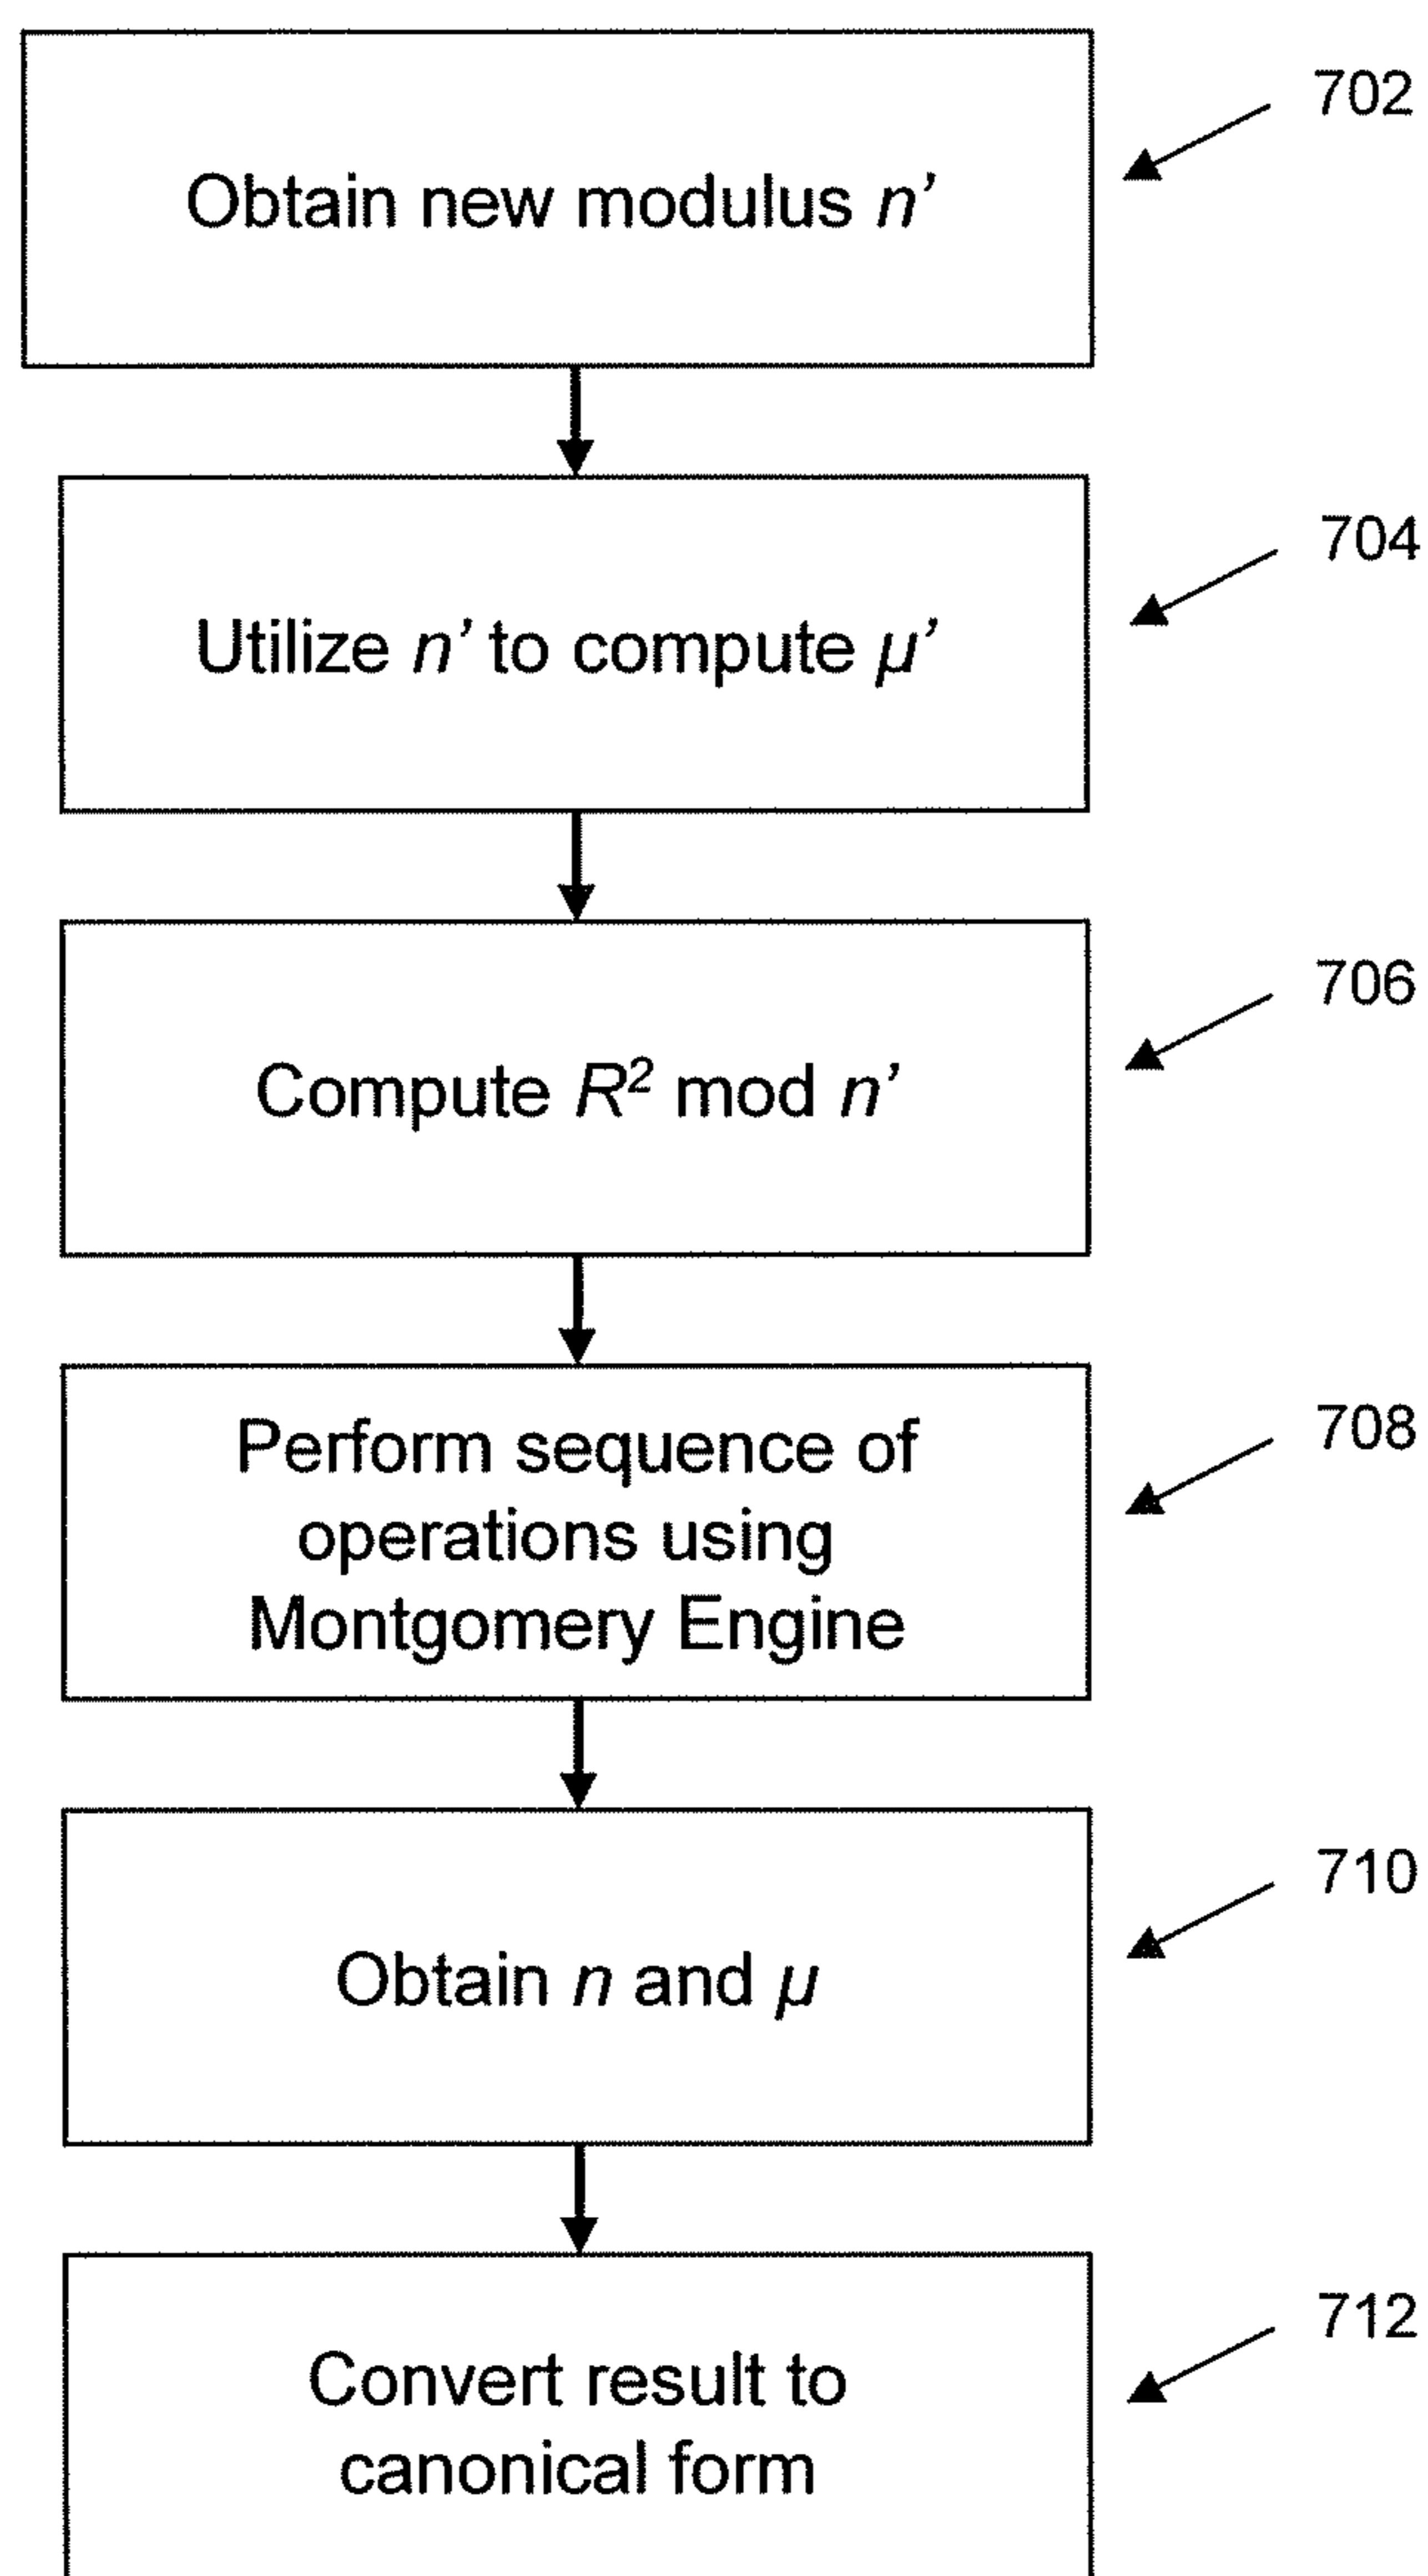 Obtain new modulus n’
702
Utilize n’ to compute µ’
704
Compute R² mod n’
706
Perform sequence of
operations using
Montgomery Engine
708
Obtain n and µ
710
Convert result to
canonical form
712